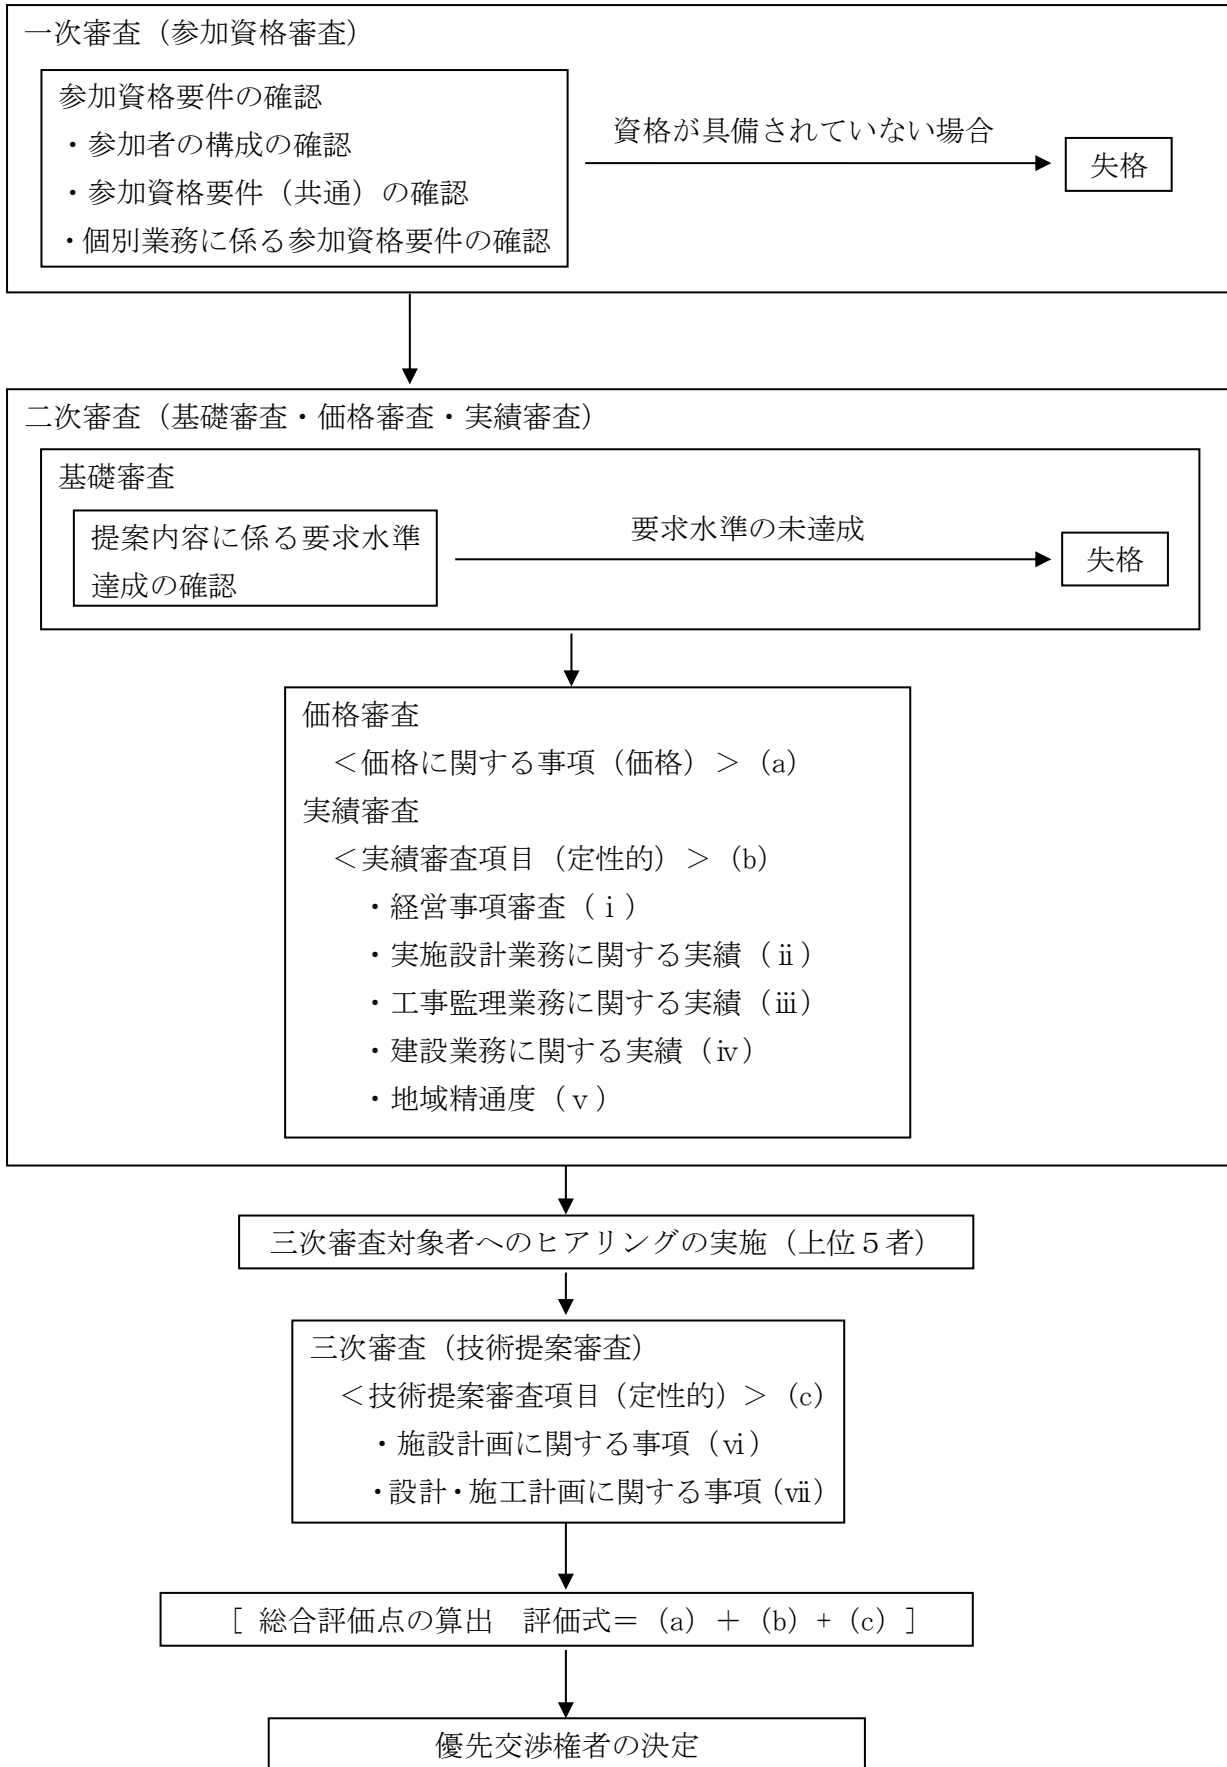 一次審査（参加資格審査）
参加資格要件の確認
・参加者の構成の確認
・参加資格要件（共通）の確認
・個別業務に係る参加資格要件の確認
資格が具備されていない場合
失格
二次審査（基礎審査・価格審査・実績審査）
基礎審査
提案内容に係る要求水準
達成の確認
要求水準の未達成
失格
価格審査
＜価格に関する事項（価格）＞（a）
実績審査
＜実績審査項目（定性的）＞（b）
・経営事項審査（ⅰ）
・実施設計業務に関する実績（ⅱ）
・工事監理業務に関する実績（ⅲ）
・建設業務に関する実績（ⅳ）
・地域精通度（ⅴ）
三次審査対象者へのヒアリングの実施（上位５者）
三次審査（技術提案審査）
＜技術提案審査項目（定性的）＞（c）
・施設計画に関する事項（ⅵ）
・設計・施工計画に関する事項（ⅶ）
［ 総合評価点の算出　評価式＝（a）＋（b）+（c）］
優先交渉権者の決定